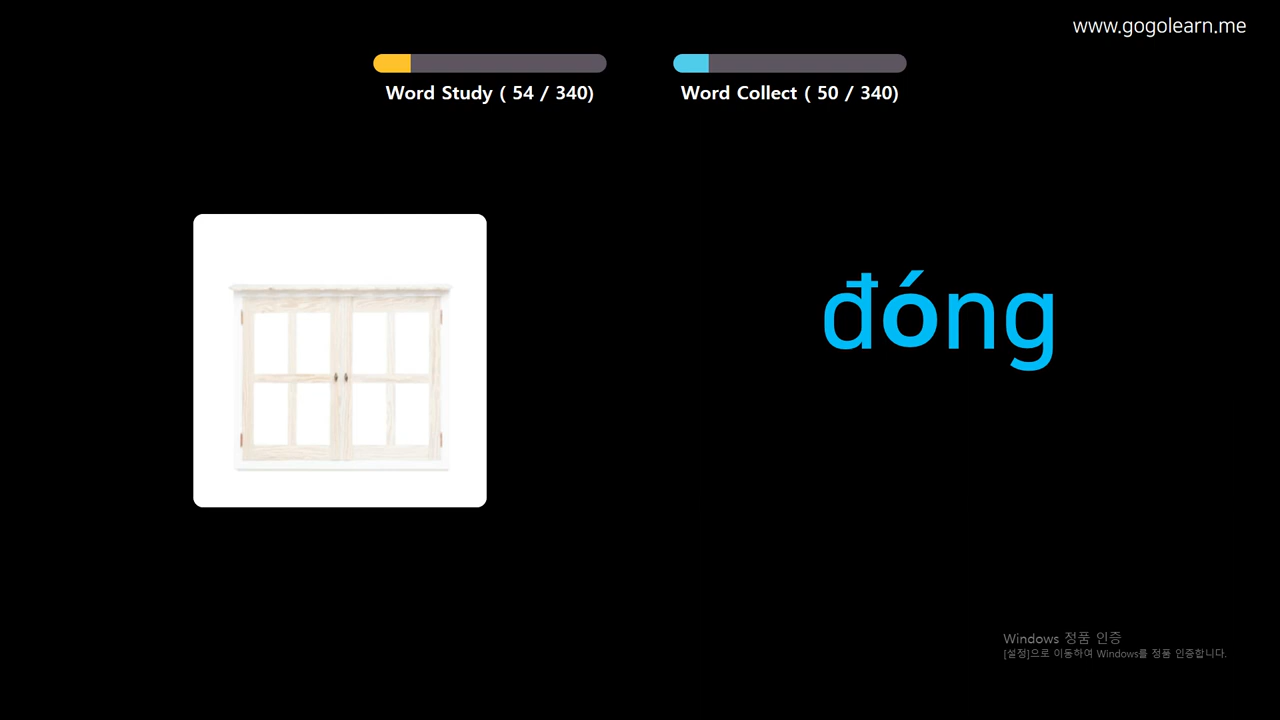 www.gogolearn.me
Word Study ( 54 / 340)
Word Collect ( 50 / 340)
đóng
Windows 정품 인증
[설정]으로 이동하여 Windows를 정품 인증합니다.